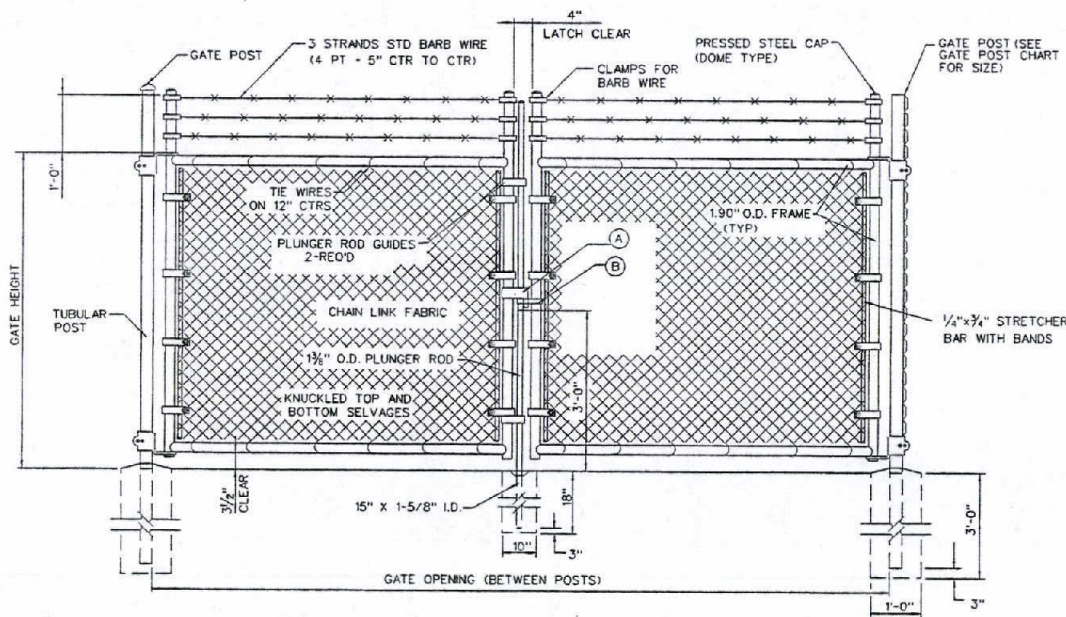 4"
LATCH CLEAR
GATE POST
3 STRANDS STD BARB WIRE
(4 PT - 5" CTR TO CTR)
CLAMPS FOR
BARB WIRE
PRESSED STEEL CAP
(DOME TYPE)
GATE POST (SEE
GATE POST CHART
FOR SIZE)
1'-0"
TIE WIRES
ON 12" CTRS
PLUNGER ROD GUIDES
2-REQ'D
A
B
1.90" O.D. FRAME
(TYP)
GATE HEIGHT
TUBULAR
POST
CHAIN LINK FABRIC
1/4"x3/4" STRETCHER
BAR WITH BANDS
1 3/8" O.D. PLUNGER ROD
3'-0"
KNUCKLED TOP AND
BOTTOM SELVAGES
3 1/2"
CLEAR
15" X 1-5/8" I.D.
18"
10"
3"
3'-0"
GATE OPENING (BETWEEN POSTS)
3"
1'-0"